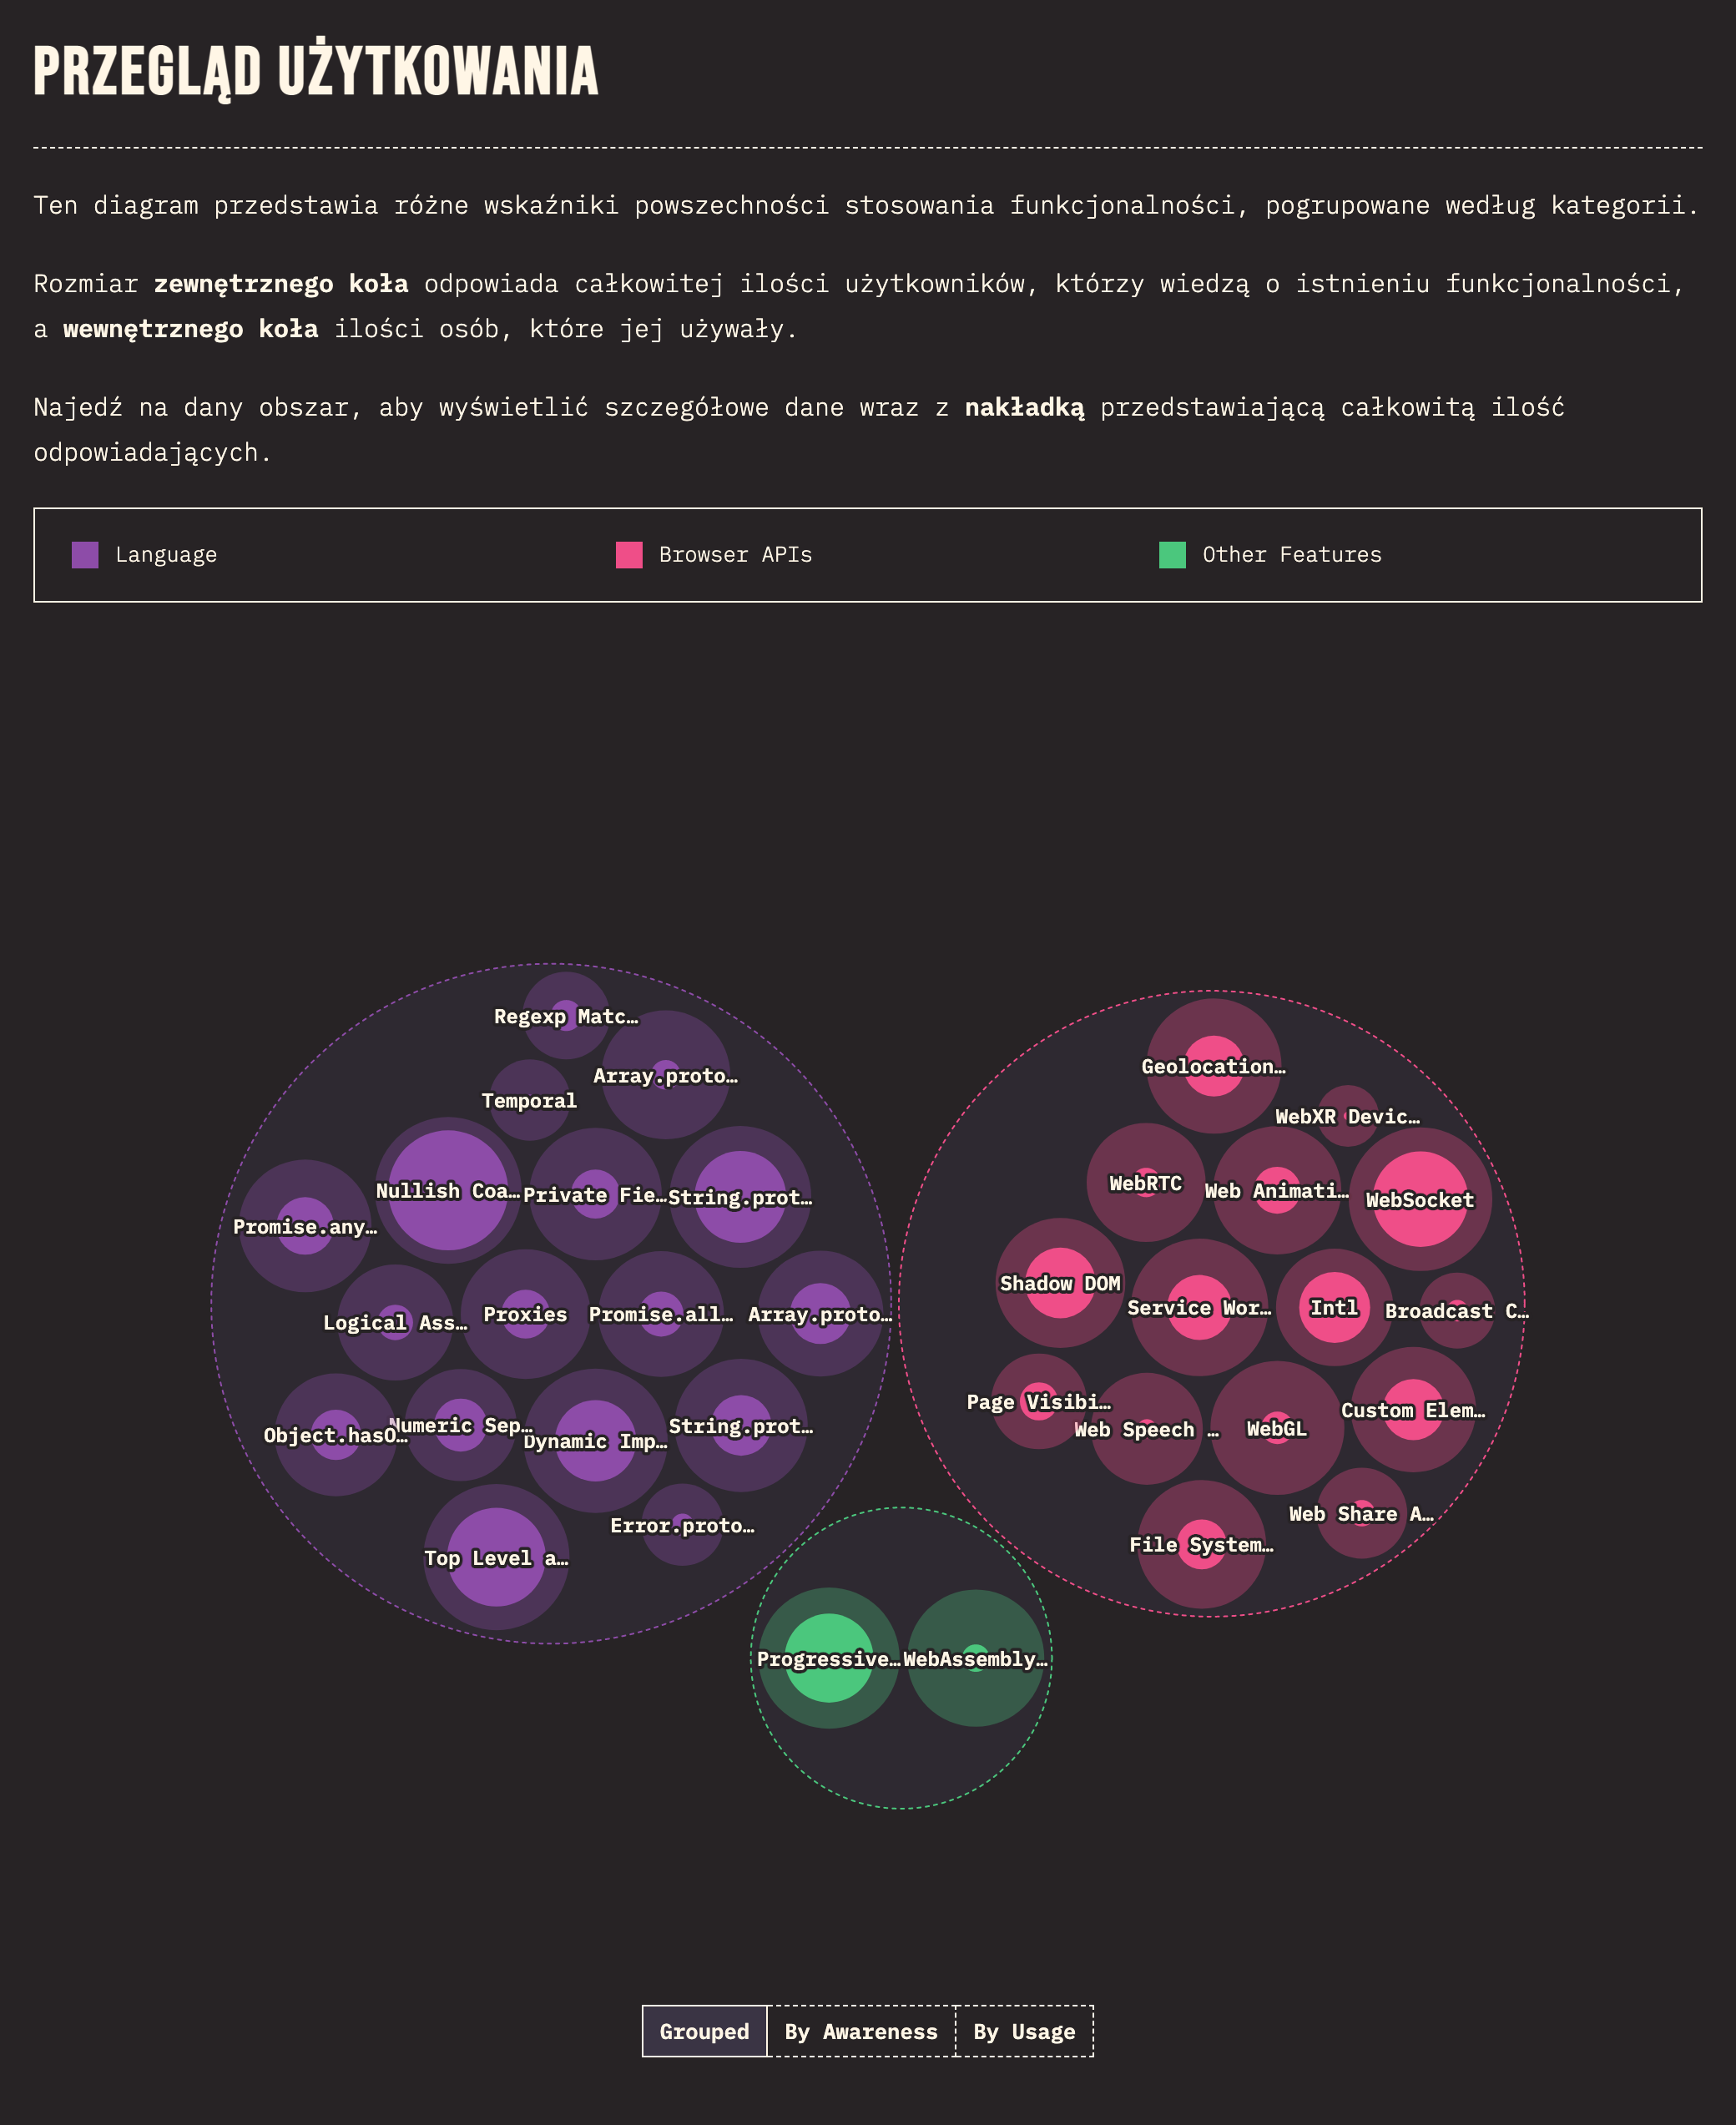 PRZEGLĄD UŻYTKOWANIA
Ten diagram przedstawia różne wskaźniki powszechności stosowania funkcjonalności, pogrupowane według kategorii.
Rozmiar zewnętrznego koła odpowiada całkowitej ilości użytkowników, którzy wiedzą o istnieniu funkcjonalności,
a wewnętrznego koła ilości osób, które jej używały.
Najedź na dany obszar, aby wyświetlić szczegółowe dane wraz z nakładką przedstawiającą całkowitą ilość
odpowiadających.
Language
Browser APIs
Other Features
Regexp Matc…
Array.proto…
Temporal
Nullish Coa…
Private Fie…
String.prot…
Promise.any…
Logical Ass…
Proxies
Promise.all…
Array.proto…
Object.hasO…
Numeric Sep…
Dynamic Imp…
String.prot…
Top Level a…
Error.proto…
Geolocation…
WebXR Devic…
WebRTC
Web Animati…
WebSocket
Shadow DOM
Service Wor…
Intl
Broadcast C…
Page Visibi…
Web Speech …
WebGL
Custom Elem…
Web Share A…
File System…
Progressive…
WebAssembly…
Grouped
By Awareness
By Usage